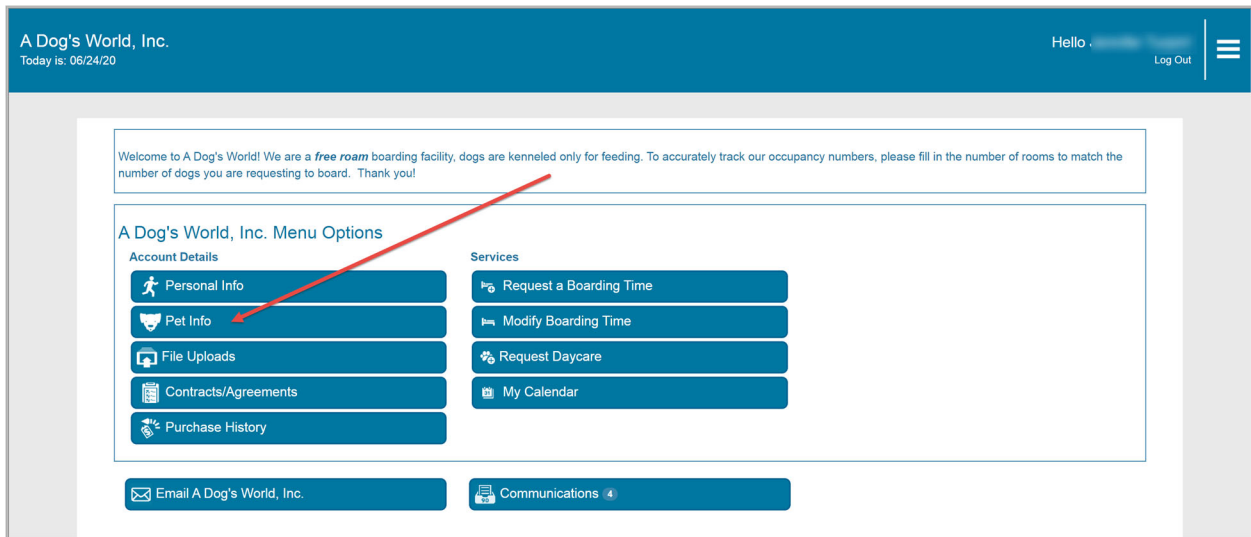 A Dog's World, Inc.
Today is: 06/24/20
Hello
Log Out
Welcome to A Dog's World! We are a free roam boarding facility, dogs are kenneled only for feeding. To accurately track our occupancy numbers, please fill in the number of rooms to match the
number of dogs you are requesting to board. Thank you!
A Dog's World, Inc. Menu Options
Account Details
Personal Info
Pet Info
File Uploads
Contracts/Agreements
Purchase History
Services
Request a Boarding Time
Modify Boarding Time
Request Daycare
My Calendar
Email A Dog's World, Inc.
Communications 4